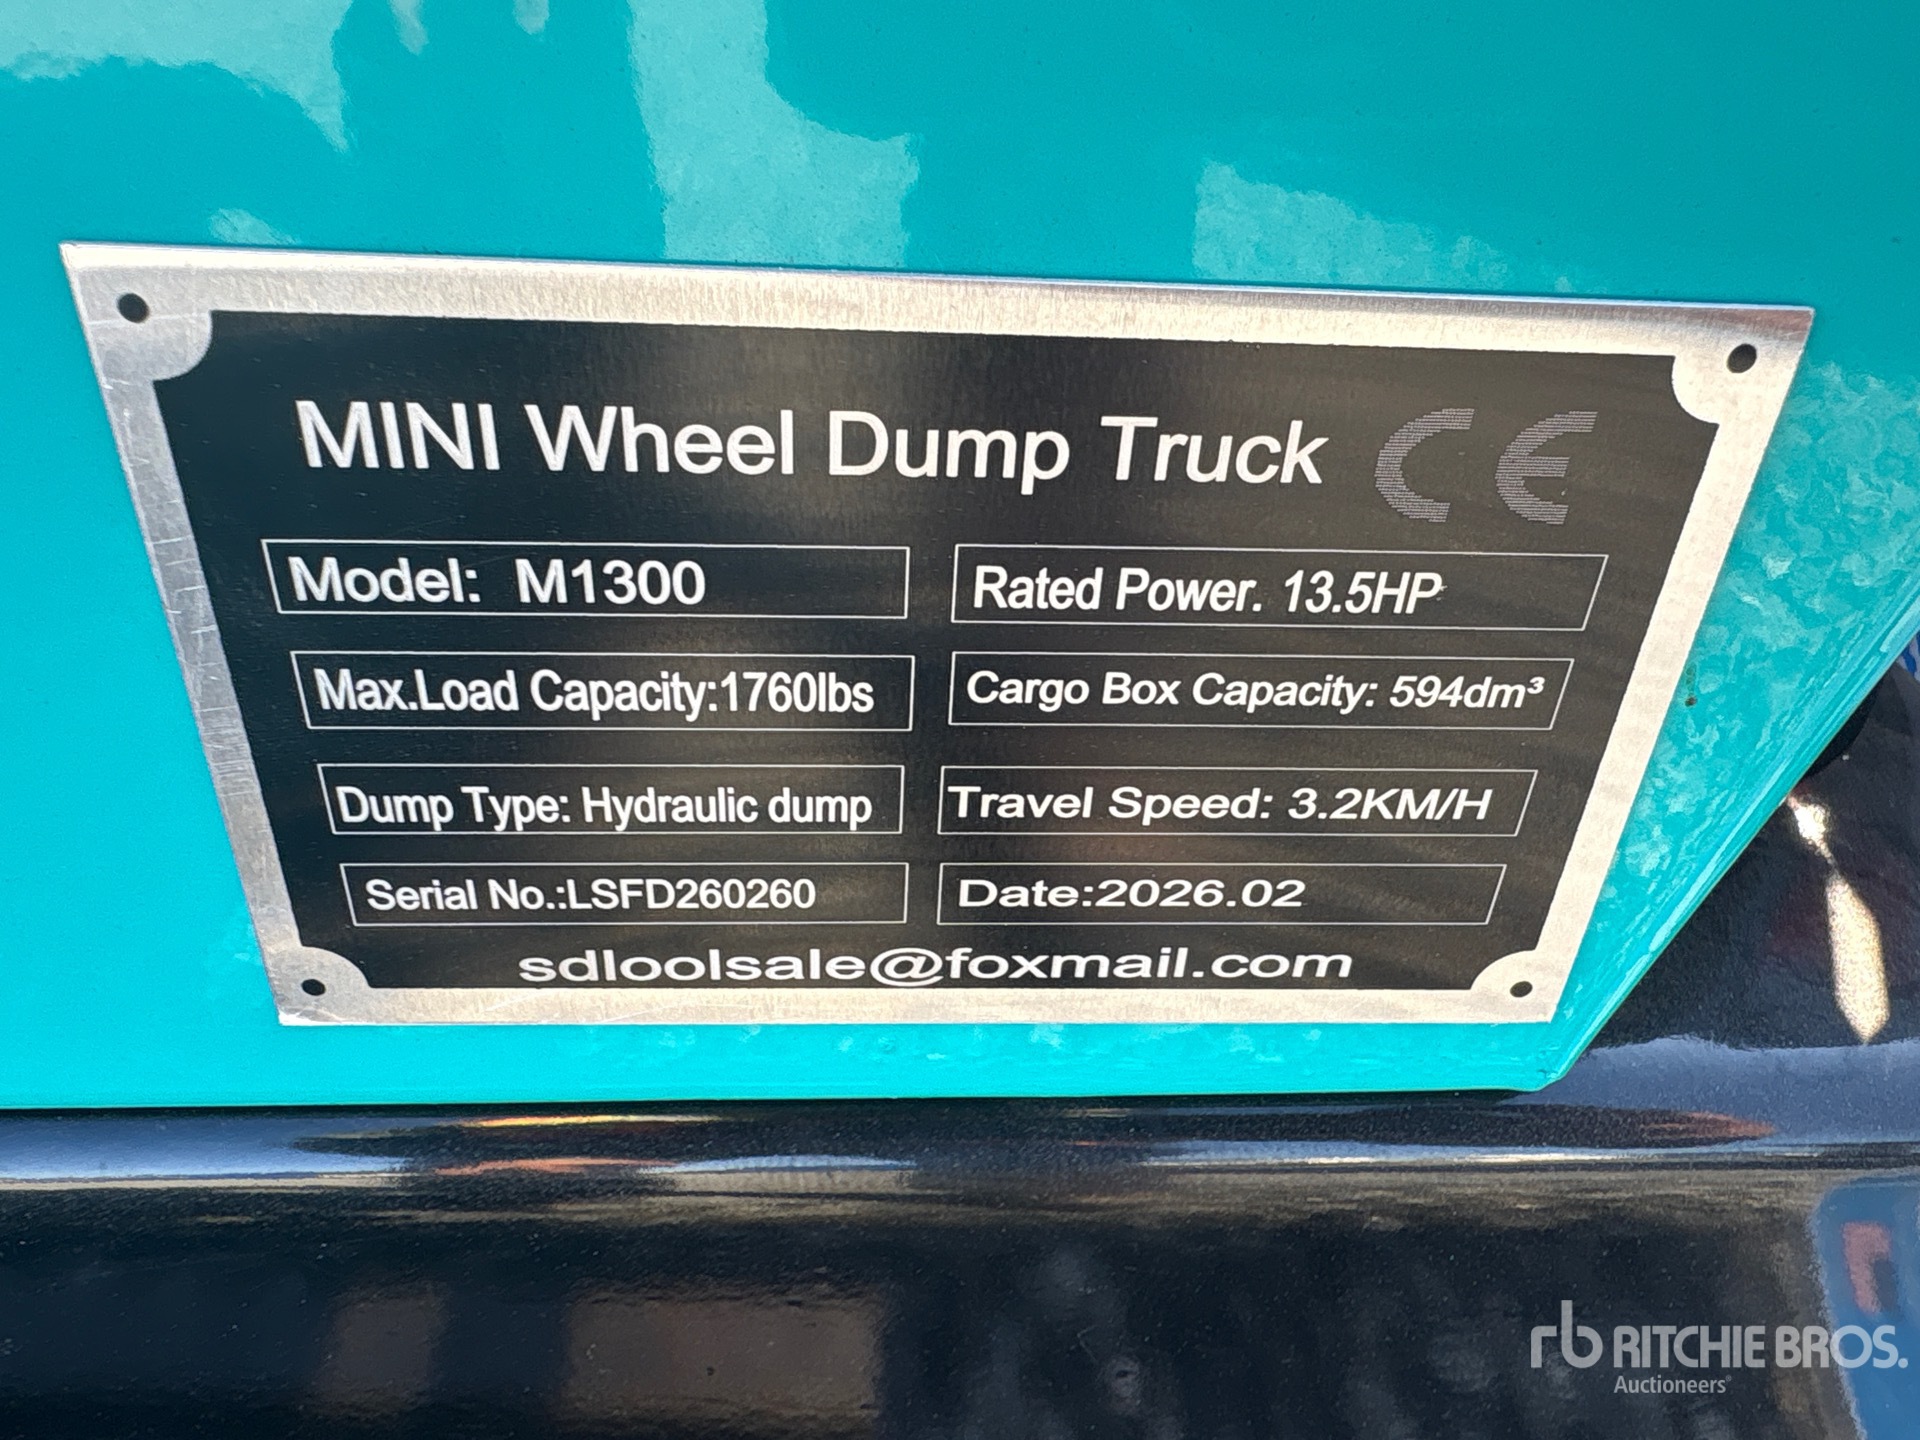 MINI Wheel Dump Truck CE
Model: M1300
Rated Power. 13.5HP
Max.Load Capacity:1760lbs
Cargo Box Capacity: 594dm³
Dump Type: Hydraulic dump
Travel Speed: 3.2KM/H
Serial No.:LSFD260260
Date:2026.02
sdloolsale@foxmail.com
rb RITCHIE BROS.
Auctioneers